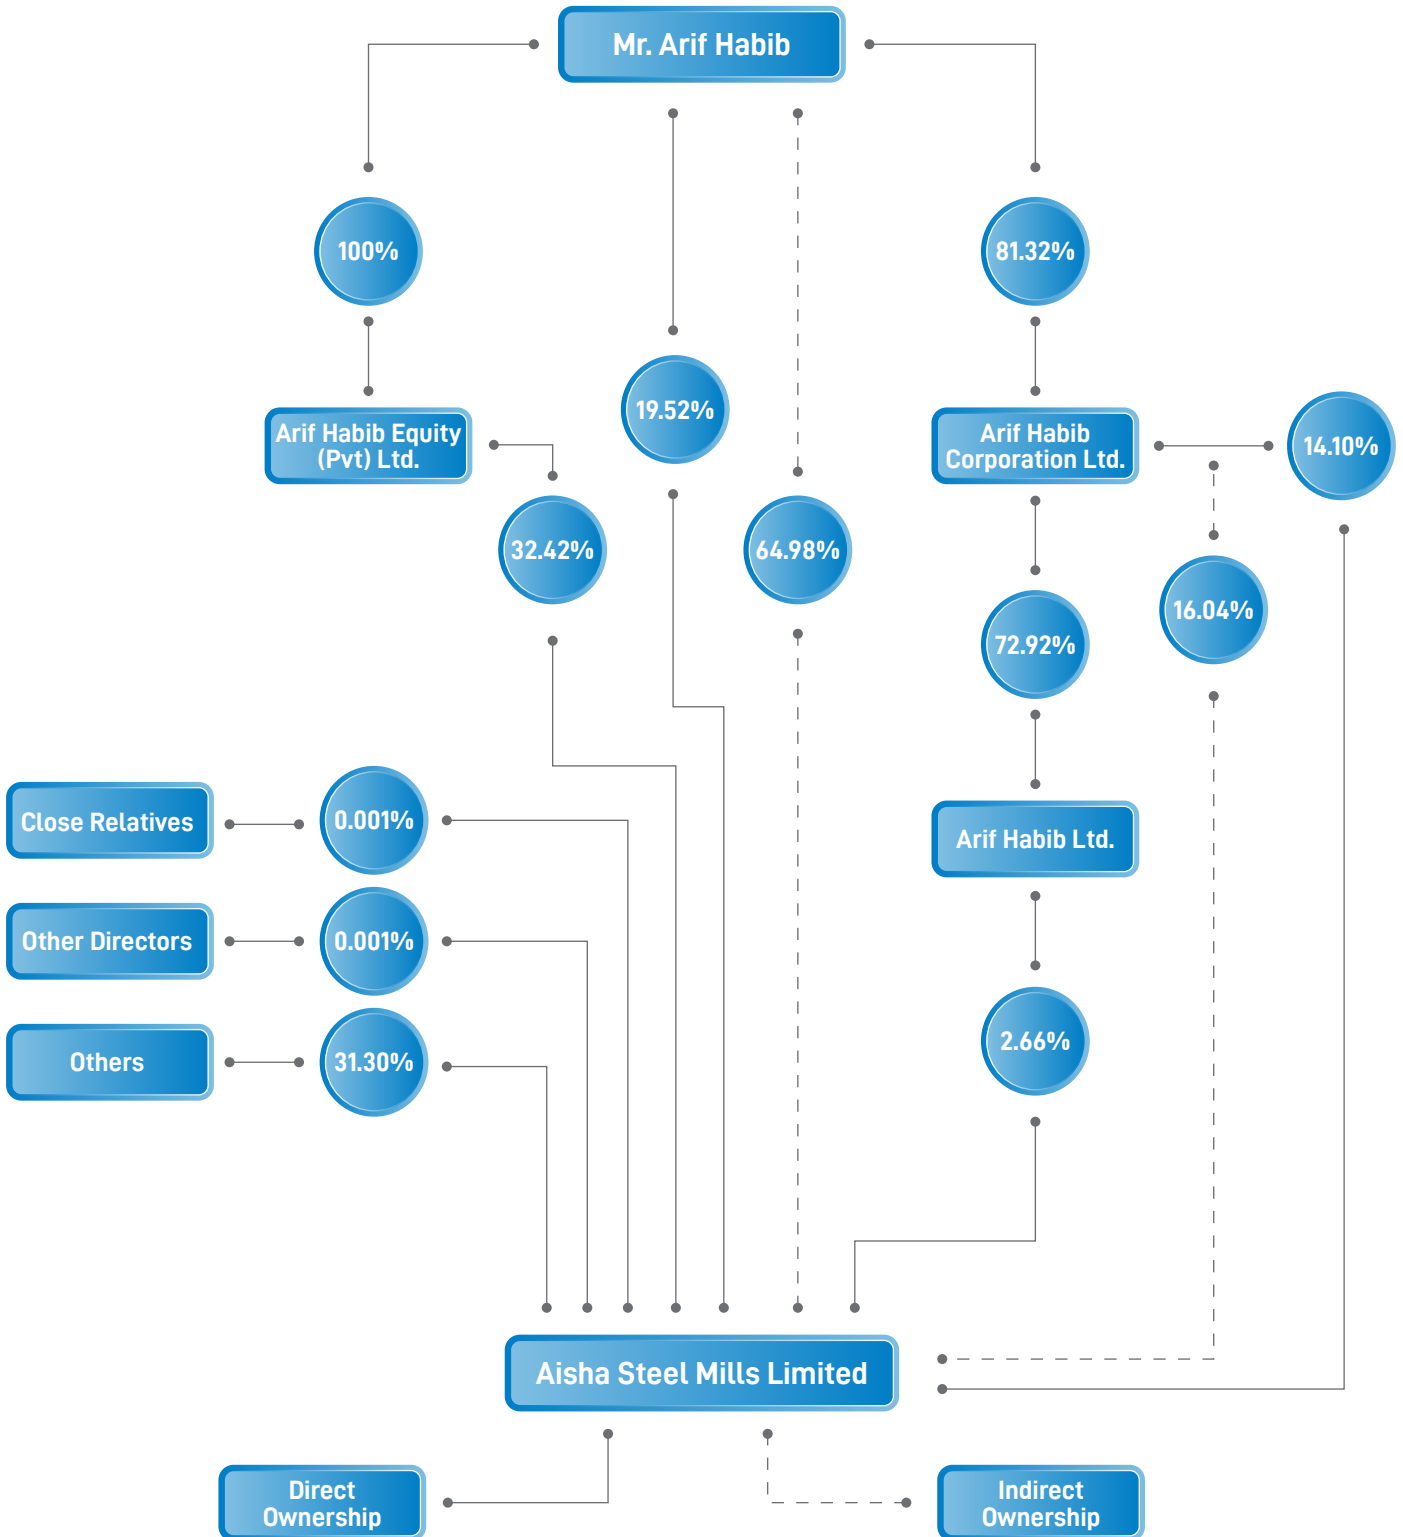 Mr. Arif Habib
100%
81.32%
19.52%
14.10%
Arif Habib Equity
(Pvt) Ltd.
Arif Habib
Corporation Ltd.
32.42%
64.98%
16.04%
72.92%
Close Relatives
0.001%
Arif Habib Ltd.
Other Directors
0.001%
Others
31.30%
2.66%
Aisha Steel Mills Limited
Direct
Ownership
Indirect
Ownership